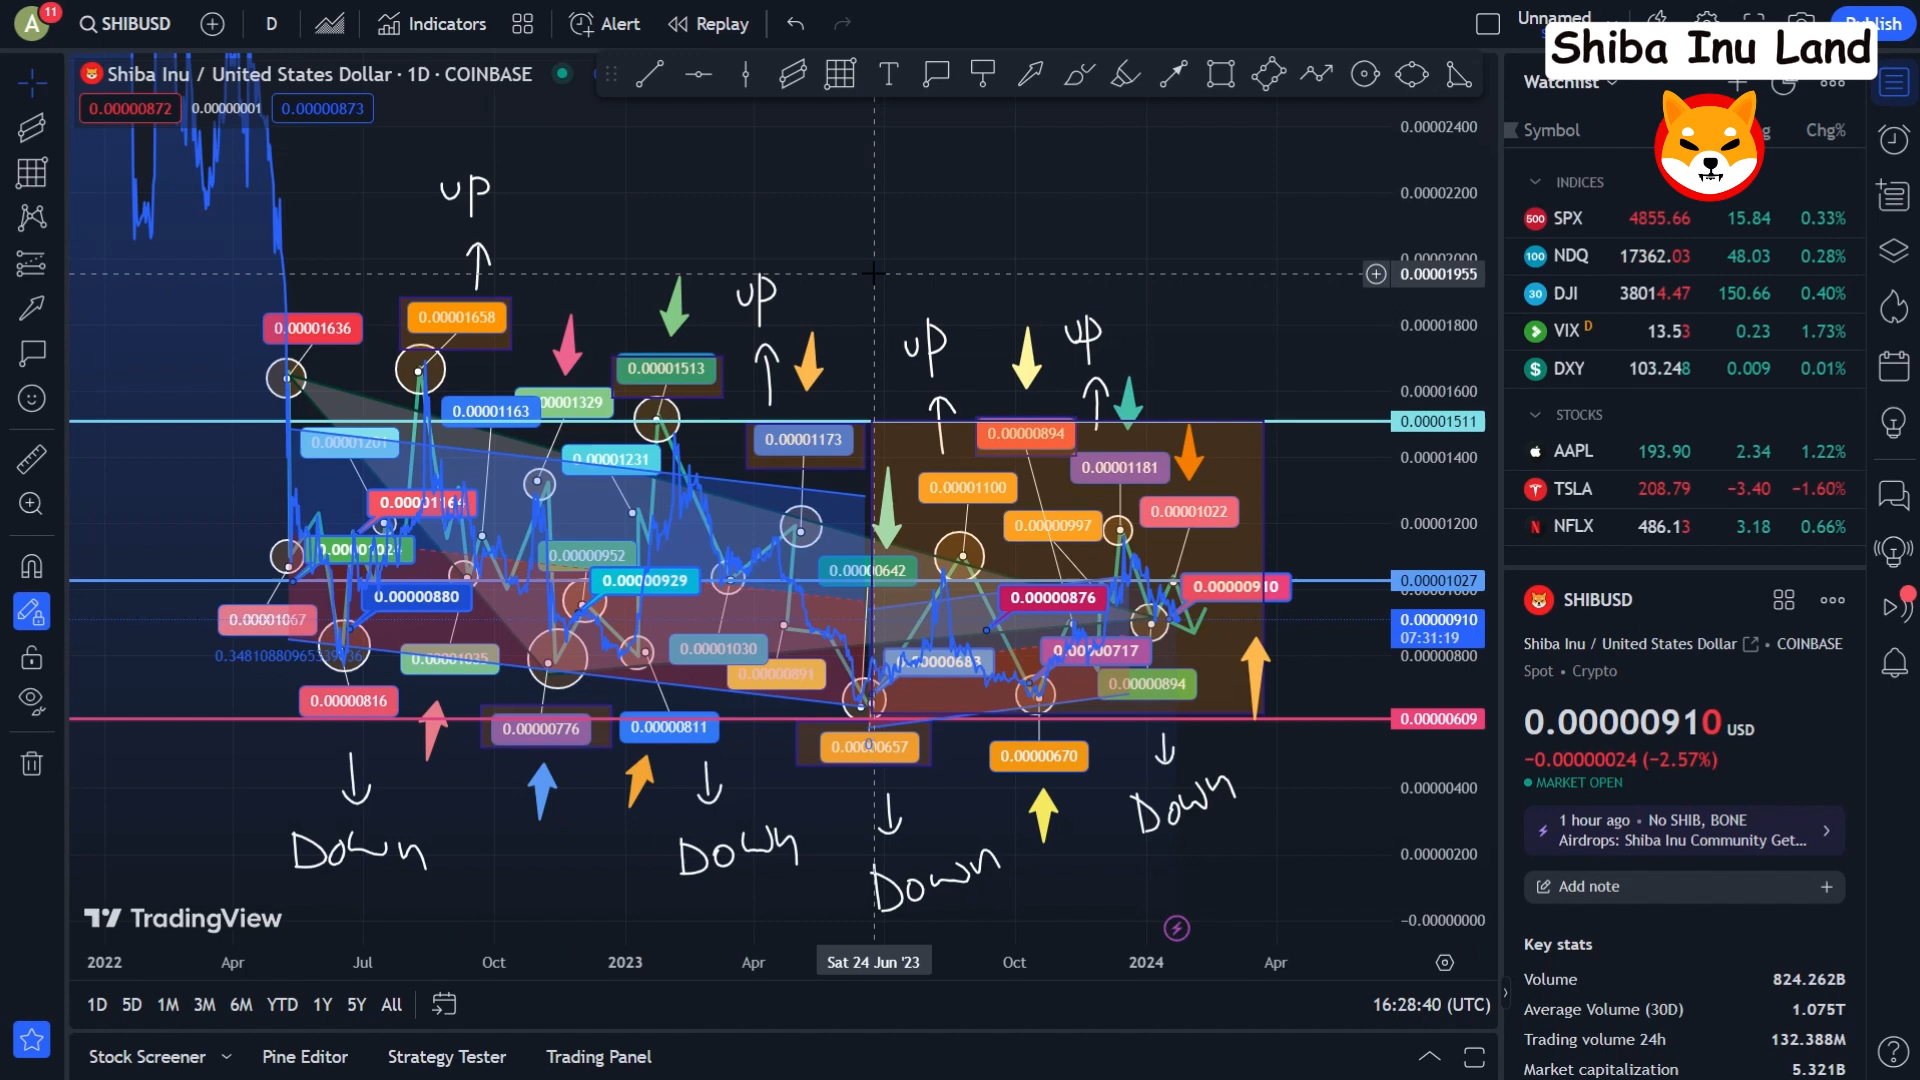 A
11
SHIBUSD
D
Indicators
Alert
Replay
Unnamed
Shiba Inu Land
Shiba Inu / United States Dollar · 1D · COINBASE
0.00000872
0.00000001
0.00000873
Watchlist
Symbol
Chg%
INDICES
500 SPX 4855.66 15.84 0.33%
100 NDQ 17362.03 48.03 0.28%
30 DJI 38014.47 150.66 0.40%
VIX D 13.53 0.23 1.73%
DXY 103.248 0.009 0.01%
STOCKS
AAPL 193.90 2.34 1.22%
TSLA 208.79 −3.40 −1.60%
NFLX 486.13 3.18 0.66%
SHIBUSD
Shiba Inu / United States Dollar • COINBASE
Spot • Crypto
0.00000910 USD
−0.00000024 (−2.57%)
MARKET OPEN
1 hour ago • No SHIB, BONE
Airdrops: Shiba Inu Community Get...
Add note
Key stats
Volume 824.262B
Average Volume (30D) 1.075T
Trading volume 24h 132.388M
Market capitalization 5.321B
0.00002400
0.00002200
0.00001955
0.00001800
0.00001600
0.00001511
0.00001400
0.00001200
0.00001027
0.00000910
07:31:19
0.00000800
0.00000609
0.00000400
0.00000200
−0.00000000
up
up
up
up
0.00001636
0.00001658
0.00001163
0.00001513
0.00001173
0.00000894
0.00001181
0.00001201
0.00001231
0.00001100
0.00000997
0.00001022
0.00000952
0.00000929
0.00000642
0.00000880
0.00000876
0.00000910
0.00001067
0.00001030
0.00000717
0.00000891
0.00000894
0.00000816
0.00000776
0.00000811
0.00000657
0.00000670
Down
Down
Down
Down
TradingView
2022 Apr Jul Oct 2023 Apr Sat 24 Jun '23 Oct 2024 Apr
1D 5D 1M 3M 6M YTD 1Y 5Y All
16:28:40 (UTC)
Stock Screener
Pine Editor
Strategy Tester
Trading Panel